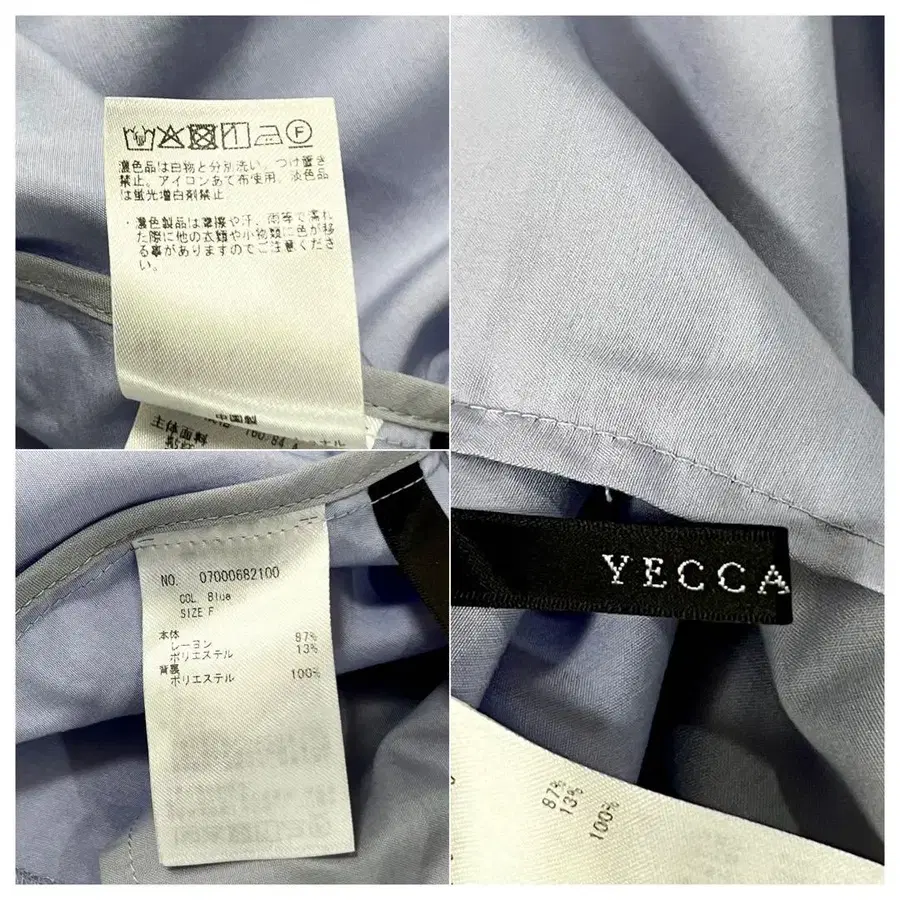 濃色品は白物と分別洗い、つけ置き
禁止、アイロンあて布使用、淡色品
は蛍光増白剤禁止
・濃色製品は摩擦や汗、雨等で濡れ
た際に他の衣類や小物類に色が移
る事がありますのでご注意くださ
い。
中国製
160/84
主体面料
YECCA
NO. 07000682100
COL Blue
SIZE F
本体
レーヨン 87%
ポリエステル 13%
背裏
ポリエステル 100%
87%
13%
100%